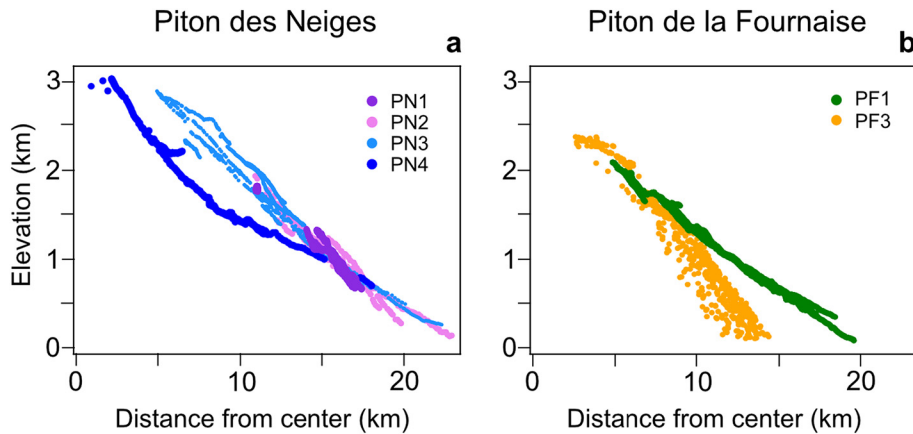 Piton des Neiges
a
Elevation (km)
3
2
1
0
PN1
PN2
PN3
PN4
0
10
20
Distance from center (km)
Piton de la Fournaise
b
3
2
1
0
PF1
PF3
0
10
20
Distance from center (km)